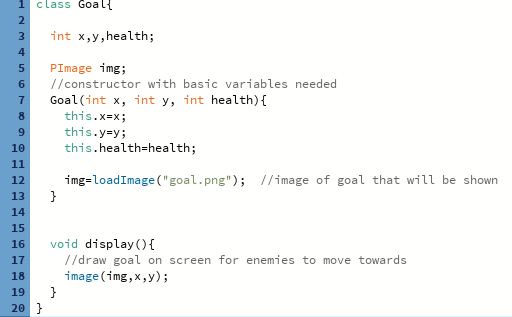 1 class Goal{
2
3 int x,y,health;
4
5 PImage img;
6 //constructor with basic variables needed
7 Goal(int x, int y, int health){
8 this.x=x;
9 this.y=y;
10 this.health=health;
11
12 img=loadImage("goal.png"); //image of goal that will be shown
13 }
14
15
16 void display(){
17 //draw goal on screen for enemies to move towards
18 image(img,x,y);
19 }
20 }